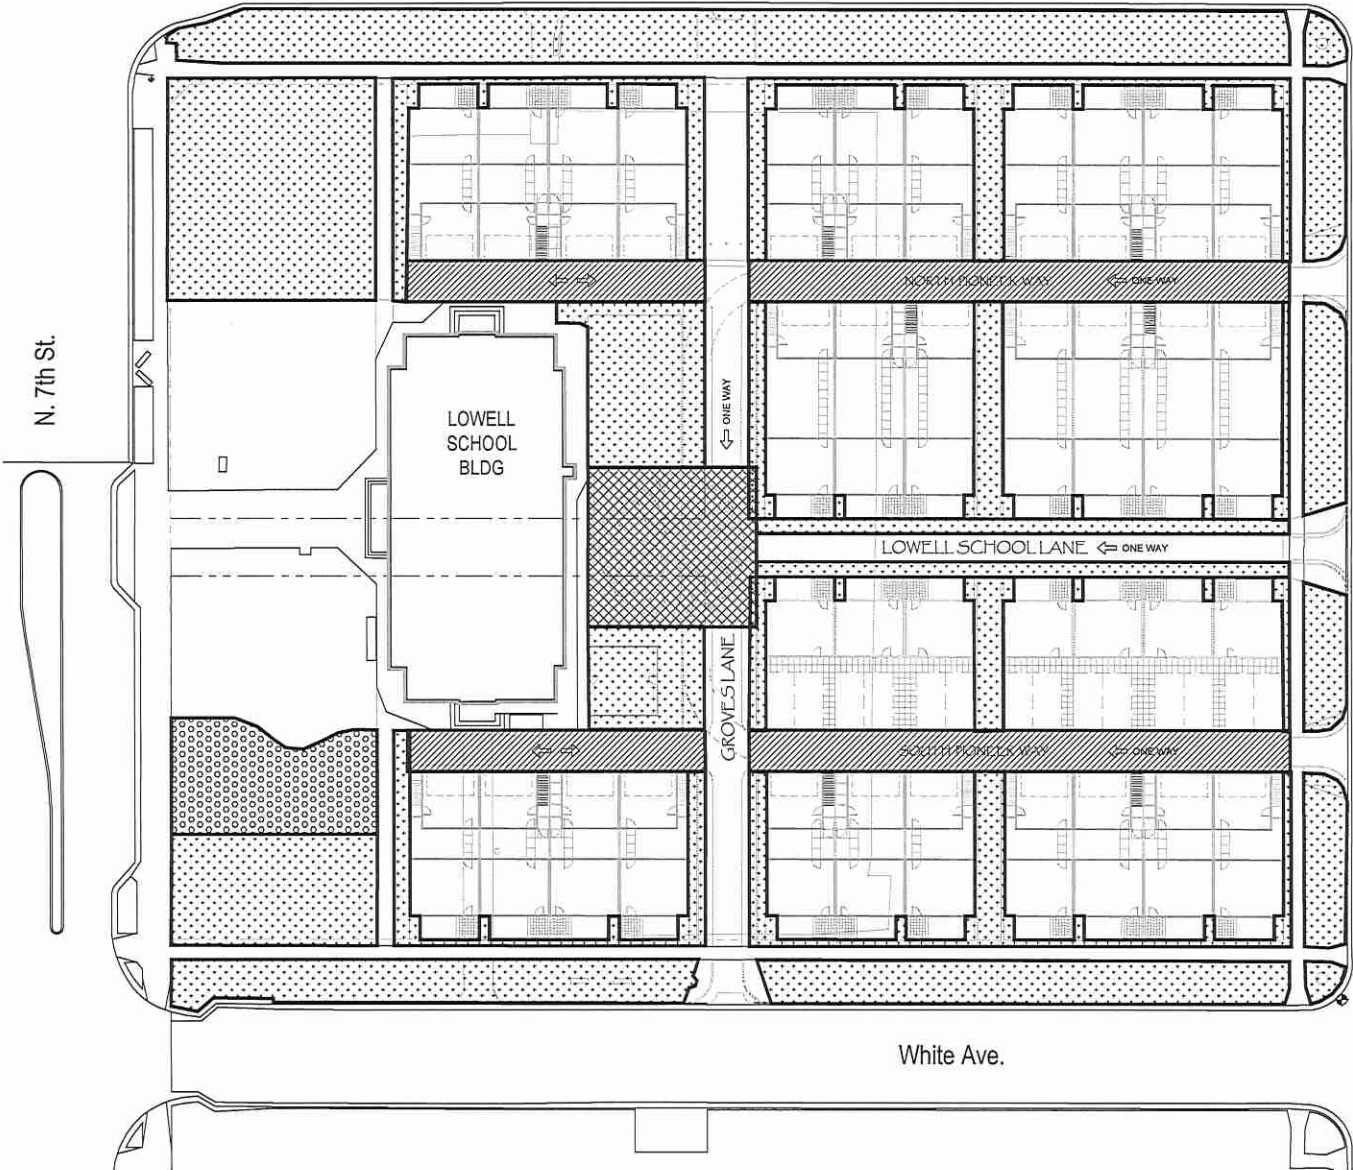 NORTH PIONEER WAY
ONE WAY
N. 7th St.
LOWELL
SCHOOL
BLDG
ONE WAY
LOWELL SCHOOL LANE
ONE WAY
GROVES LANE
SOUTH PIONEER WAY
ONE WAY
White Ave.